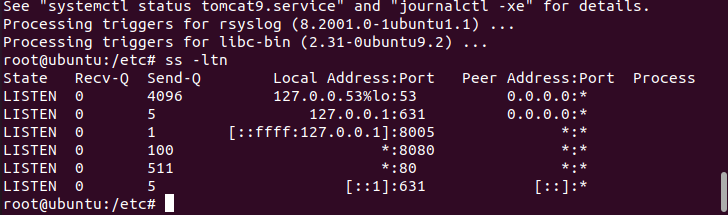 See "systemctl status tomcat9.service" and "journalctl -xe" for details.
Processing triggers for rsyslog (8.2001.0-1ubuntu1.1) ...
Processing triggers for libc-bin (2.31-0ubuntu9.2) ...
root@ubuntu:/etc# ss -ltn
State Recv-Q Send-Q Local Address:Port Peer Address:Port Process
LISTEN 0 4096 127.0.0.53%lo:53 0.0.0.0:*
LISTEN 0 5 127.0.0.1:631 0.0.0.0:*
LISTEN 0 1 [::ffff:127.0.0.1]:8005 *:*
LISTEN 0 100 *:8080 *:*
LISTEN 0 511 *:80 *:*
LISTEN 0 5 [::1]:631 [::]:*
root@ubuntu:/etc#